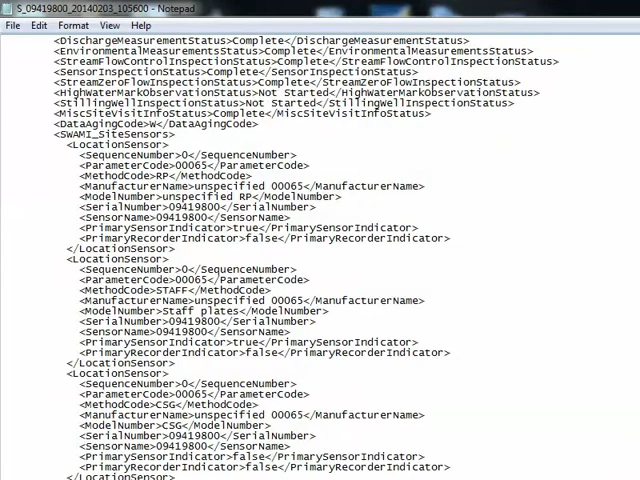 S_09419800_20140203_105600 - Notepad
File Edit Format View Help
<DischargeMeasurementStatus>Complete</DischargeMeasurementStatus>
<EnvironmentalMeasurementsStatus>Complete</EnvironmentalMeasurementsStatus>
<StreamFlowControlInspectionStatus>Complete</StreamFlowControlInspectionStatus>
<SensorInspectionStatus>Complete</SensorInspectionStatus>
<StreamZeroFlowInspectionStatus>Complete</StreamZeroFlowInspectionStatus>
<HighWaterMarkObservationStatus>Not Started</HighWaterMarkObservationStatus>
<StillingWellInspectionStatus>Not Started</StillingWellInspectionStatus>
<MiscSiteVisitInfoStatus>Complete</MiscSiteVisitInfoStatus>
<DataAgingCode>W</DataAgingCode>
<SWAMI_SiteSensors>
<LocationSensor>
<SequenceNumber>0</SequenceNumber>
<ParameterCode>00065</ParameterCode>
<MethodCode>RP</MethodCode>
<ManufacturerName>unspecified 00065</ManufacturerName>
<ModelNumber>unspecified RP</ModelNumber>
<SerialNumber>09419800</SerialNumber>
<SensorName>09419800</SensorName>
<PrimarySensorIndicator>true</PrimarySensorIndicator>
<PrimaryRecorderIndicator>false</PrimaryRecorderIndicator>
</LocationSensor>
<LocationSensor>
<SequenceNumber>0</SequenceNumber>
<ParameterCode>00065</ParameterCode>
<MethodCode>STAFF</MethodCode>
<ManufacturerName>unspecified 00065</ManufacturerName>
<ModelNumber>Staff plates</ModelNumber>
<SerialNumber>09419800</SerialNumber>
<SensorName>09419800</SensorName>
<PrimarySensorIndicator>true</PrimarySensorIndicator>
<PrimaryRecorderIndicator>false</PrimaryRecorderIndicator>
</LocationSensor>
<LocationSensor>
<SequenceNumber>0</SequenceNumber>
<ParameterCode>00065</ParameterCode>
<MethodCode>CSG</MethodCode>
<ManufacturerName>unspecified 00065</ManufacturerName>
<ModelNumber>CSG</ModelNumber>
<SerialNumber>09419800</SerialNumber>
<SensorName>09419800</SensorName>
<PrimarySensorIndicator>false</PrimarySensorIndicator>
<PrimaryRecorderIndicator>false</PrimaryRecorderIndicator>
</LocationSensor>